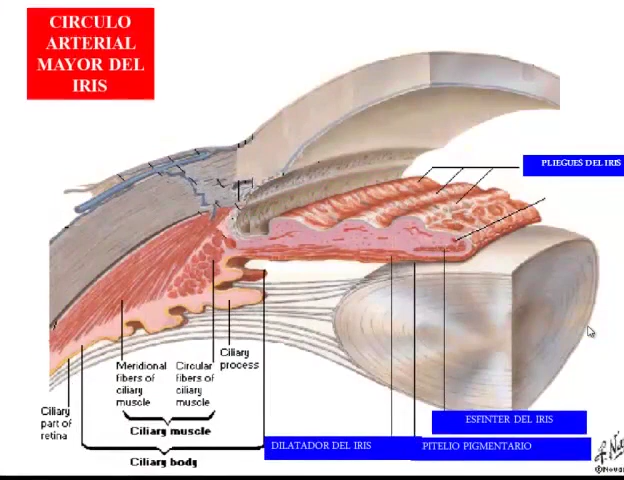 CIRCULO
ARTERIAL
MAYOR DEL
IRIS
PLIEGUES DEL IRIS
Ciliary
process
Meridional
fibers of
ciliary
muscle
Circular
fibers of
ciliary
muscle
Ciliary
part of
retina
Ciliary muscle
Ciliary body
ESFINTER DEL IRIS
DILATADOR DEL IRIS
PITELIO PIGMENTARIO